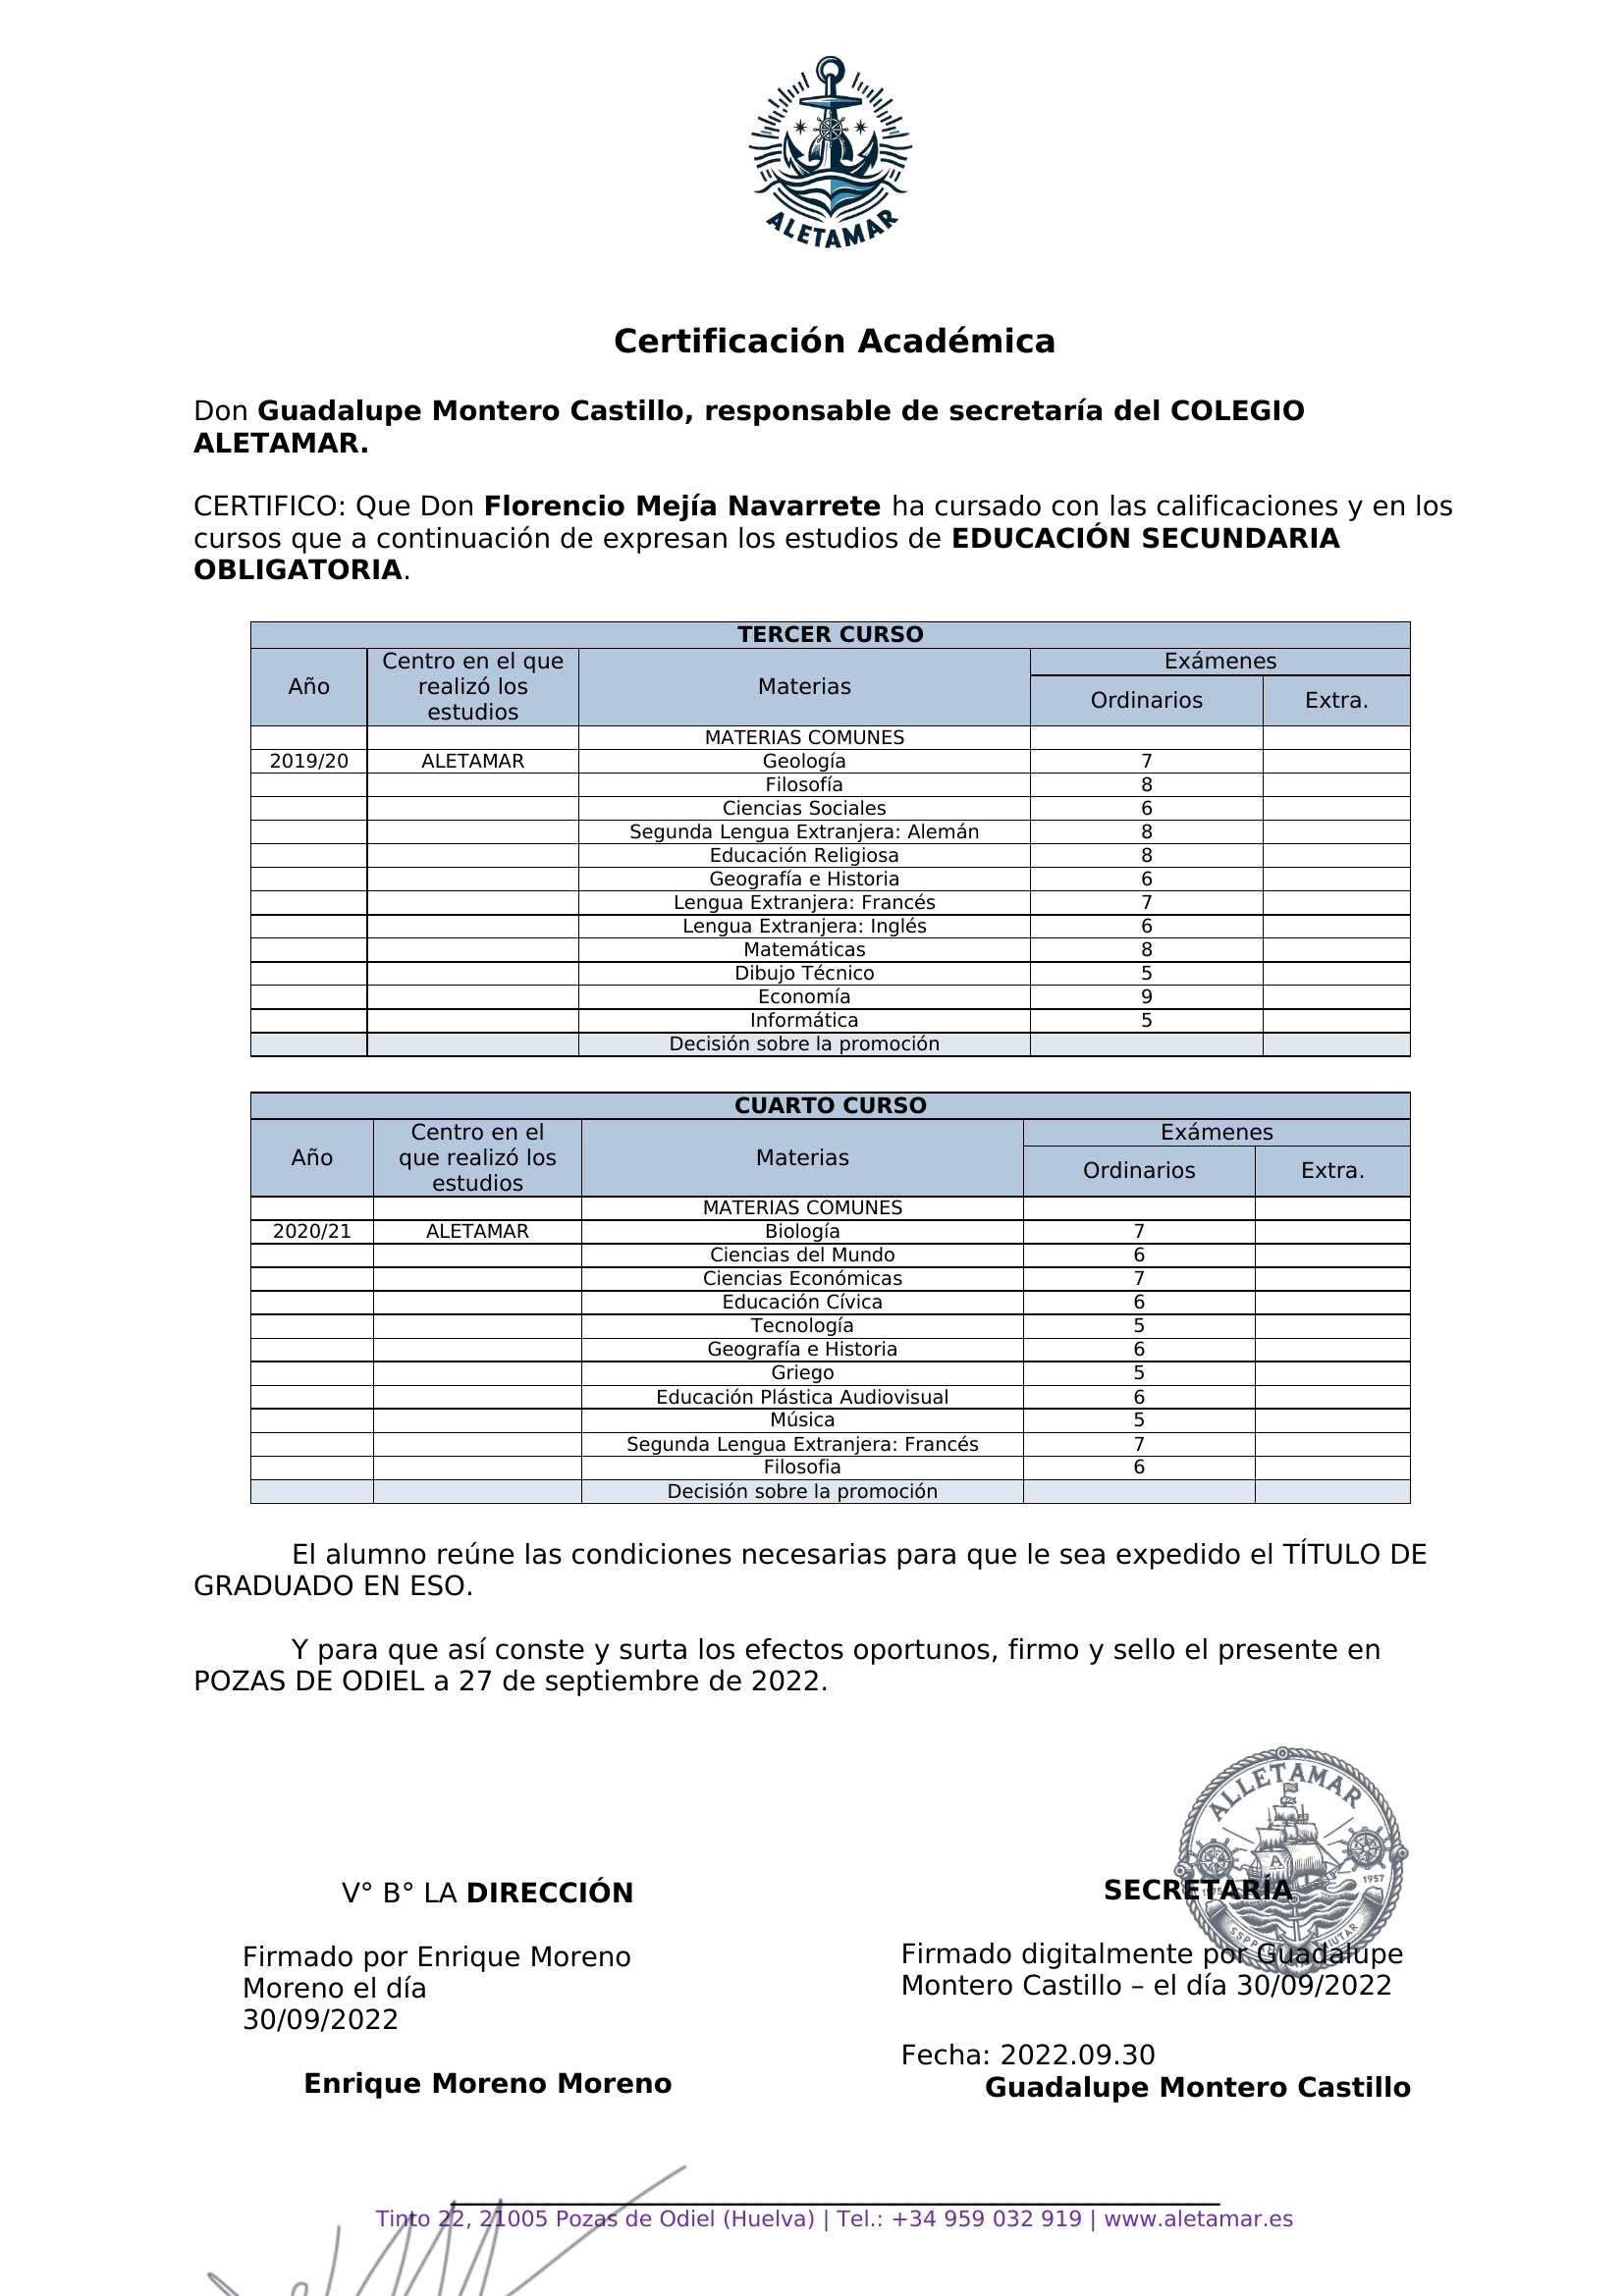 ALETAMAR
Certificación Académica
Don Guadalupe Montero Castillo, responsable de secretaría del COLEGIO
ALETAMAR.
CERTIFICO: Que Don Florencio Mejía Navarrete ha cursado con las calificaciones y en los
cursos que a continuación de expresan los estudios de EDUCACIÓN SECUNDARIA
OBLIGATORIA.
TERCER CURSO
Año Centro en el que realizó los estudios Materias Exámenes
Ordinarios Extra.
MATERIAS COMUNES
2019/20 ALETAMAR Geología 7
Filosofía 8
Ciencias Sociales 6
Segunda Lengua Extranjera: Alemán 8
Educación Religiosa 8
Geografía e Historia 6
Lengua Extranjera: Francés 7
Lengua Extranjera: Inglés 6
Matemáticas 8
Dibujo Técnico 5
Economía 9
Informática 5
Decisión sobre la promoción
CUARTO CURSO
Año Centro en el que realizó los estudios Materias Exámenes
Ordinarios Extra.
MATERIAS COMUNES
2020/21 ALETAMAR Biología 7
Ciencias del Mundo 6
Ciencias Económicas 7
Educación Cívica 6
Tecnología 5
Geografía e Historia 6
Griego 5
Educación Plástica Audiovisual 6
Música 5
Segunda Lengua Extranjera: Francés 7
Filosofia 6
Decisión sobre la promoción
El alumno reúne las condiciones necesarias para que le sea expedido el TÍTULO DE
GRADUADO EN ESO.
Y para que así conste y surta los efectos oportunos, firmo y sello el presente en
POZAS DE ODIEL a 27 de septiembre de 2022.
ALLETAMAR
A
1957
V° B° LA DIRECCIÓN
Firmado por Enrique Moreno
Moreno el día
30/09/2022
Enrique Moreno Moreno
SECRETARÍA
Firmado digitalmente por Guadalupe
Montero Castillo – el día 30/09/2022
Fecha: 2022.09.30
Guadalupe Montero Castillo
Tinto 22, 21005 Pozas de Odiel (Huelva) | Tel.: +34 959 032 919 | www.aletamar.es